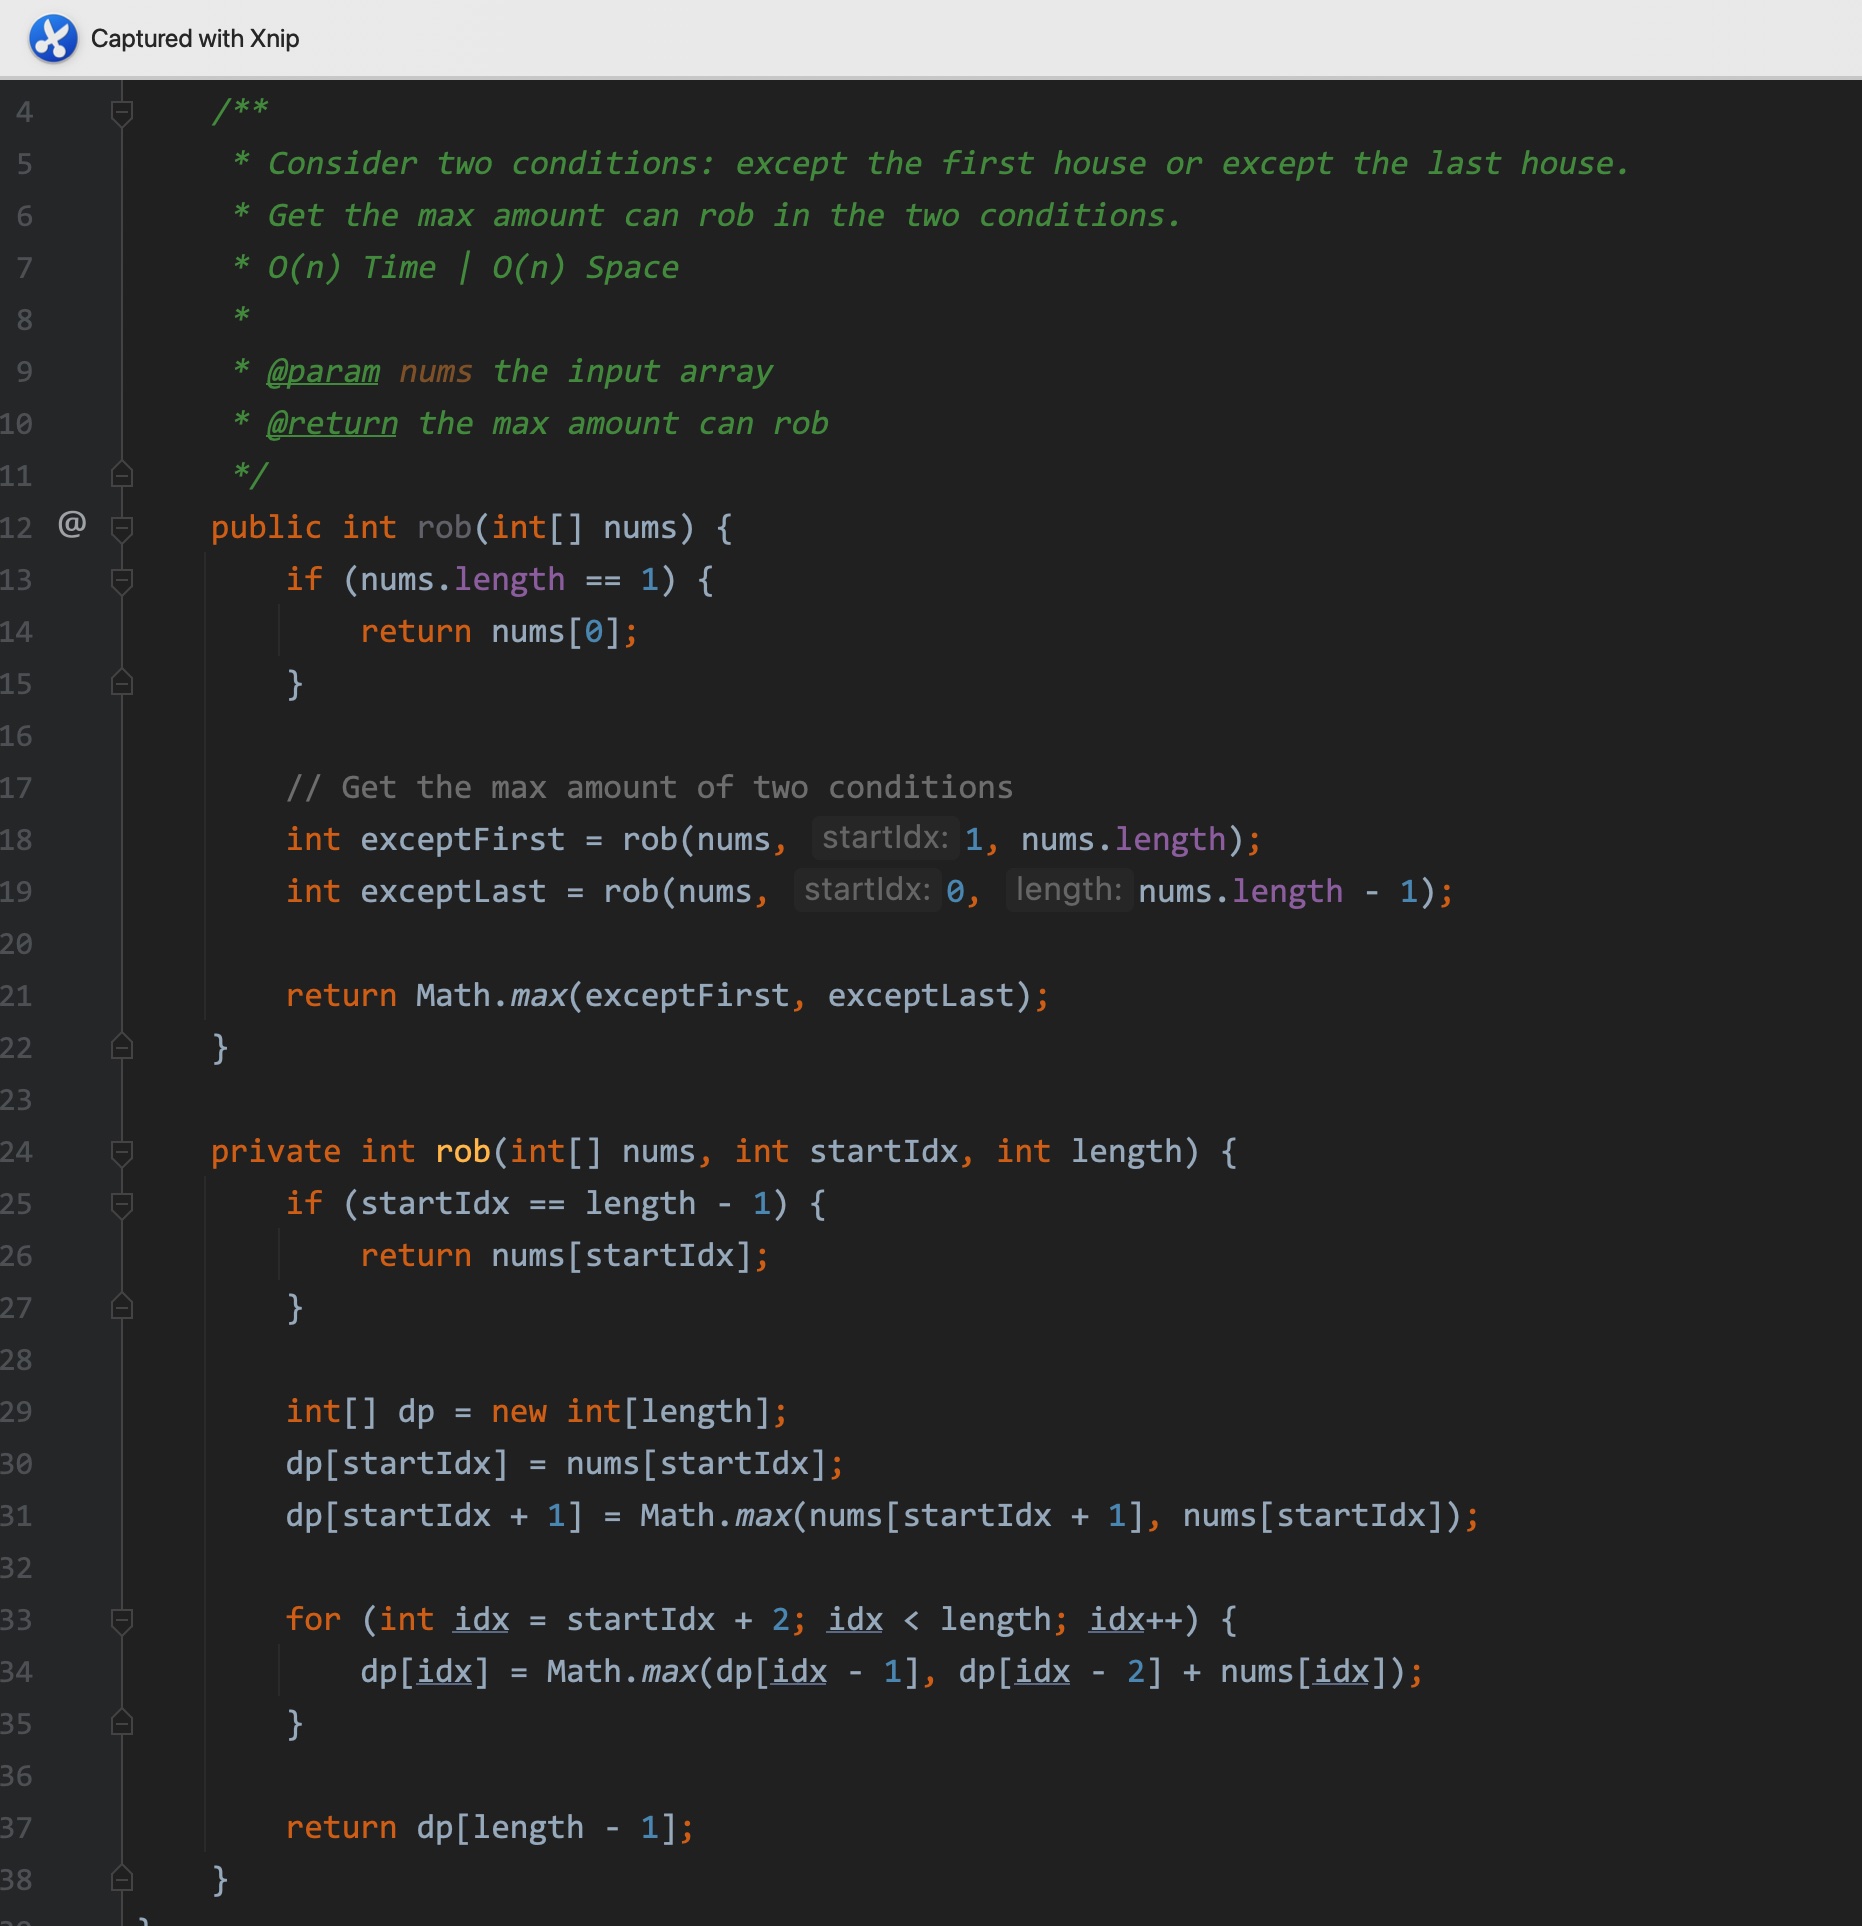 Captured with Xnip
4 /**
5 * Consider two conditions: except the first house or except the last house.
6 * Get the max amount can rob in the two conditions.
7 * O(n) Time | O(n) Space
8 *
9 * @param nums the input array
10 * @return the max amount can rob
11 */
12 @ public int rob(int[] nums) {
13 if (nums.length == 1) {
14 return nums[0];
15 }
16
17 // Get the max amount of two conditions
18 int exceptFirst = rob(nums, startIdx: 1, nums.length);
19 int exceptLast = rob(nums, startIdx: 0, length: nums.length - 1);
20
21 return Math.max(exceptFirst, exceptLast);
22 }
23
24 private int rob(int[] nums, int startIdx, int length) {
25 if (startIdx == length - 1) {
26 return nums[startIdx];
27 }
28
29 int[] dp = new int[length];
30 dp[startIdx] = nums[startIdx];
31 dp[startIdx + 1] = Math.max(nums[startIdx + 1], nums[startIdx]);
32
33 for (int idx = startIdx + 2; idx < length; idx++) {
34 dp[idx] = Math.max(dp[idx - 1], dp[idx - 2] + nums[idx]);
35 }
36
37 return dp[length - 1];
38 }